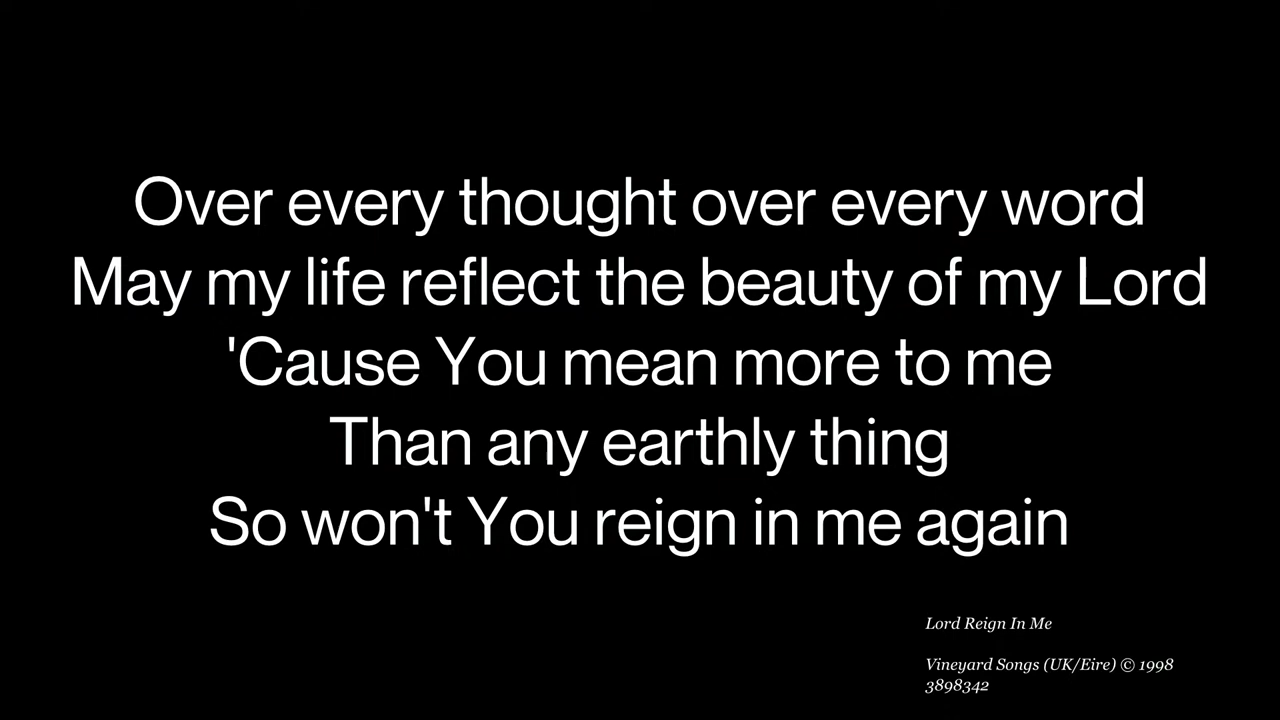 Over every thought over every word
May my life reflect the beauty of my Lord
'Cause You mean more to me
Than any earthly thing
So won't You reign in me again
Lord Reign In Me
Vineyard Songs (UK/Eire) © 1998
3898342